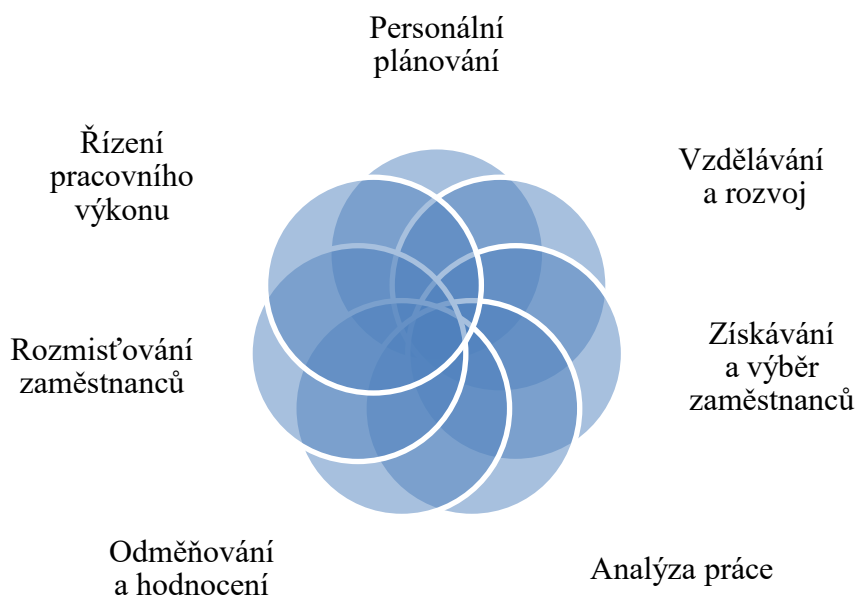 Personální
plánování
Vzdělávání
a rozvoj
Získávání
a výběr
zaměstnanců
Analýza práce
Odměňování
a hodnocení
Rozmisťování
zaměstnanců
Řízení
pracovního
výkonu